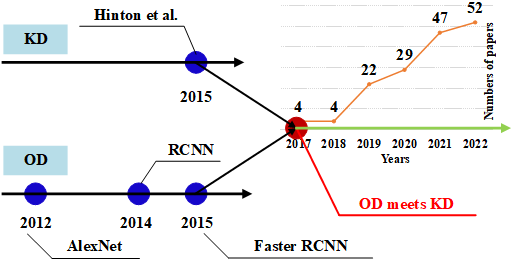 Hinton et al.
KD
2015
OD
RCNN
2012
2014
2015
AlexNet
Faster RCNN
4
4
22
29
47
52
Numbers of papers
2017
2018
2019
2020
2021
2022
Years
OD meets KD